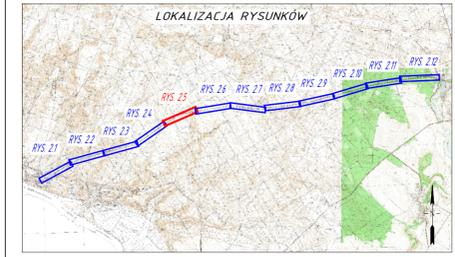 LOKALIZACJA RYSUNKÓW
RYS. 2.1
RYS. 2.2
RYS. 2.3
RYS. 2.4
RYS. 2.5
RYS. 2.6
RYS. 2.7
RYS. 2.8
RYS. 2.9
RYS. 2.10
RYS. 2.11
RYS. 2.12